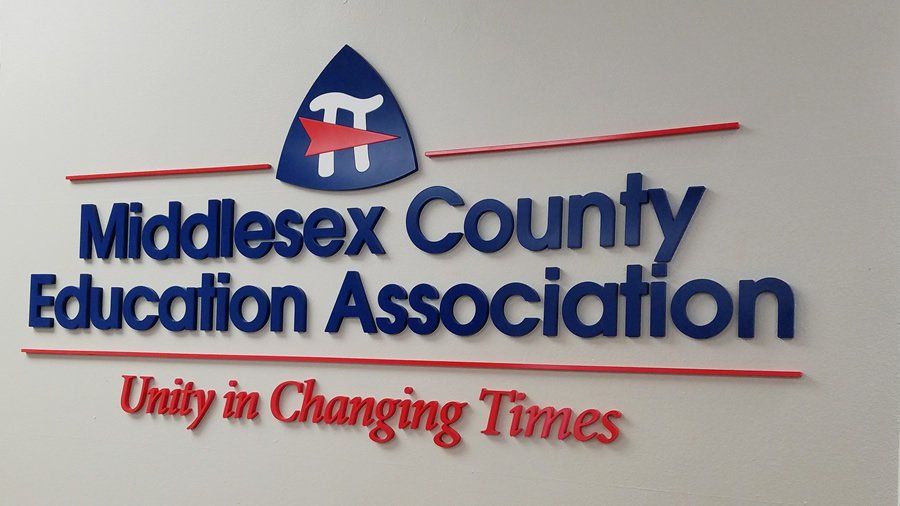 π
Middlesex County
Education Association
Unity in Changing Times